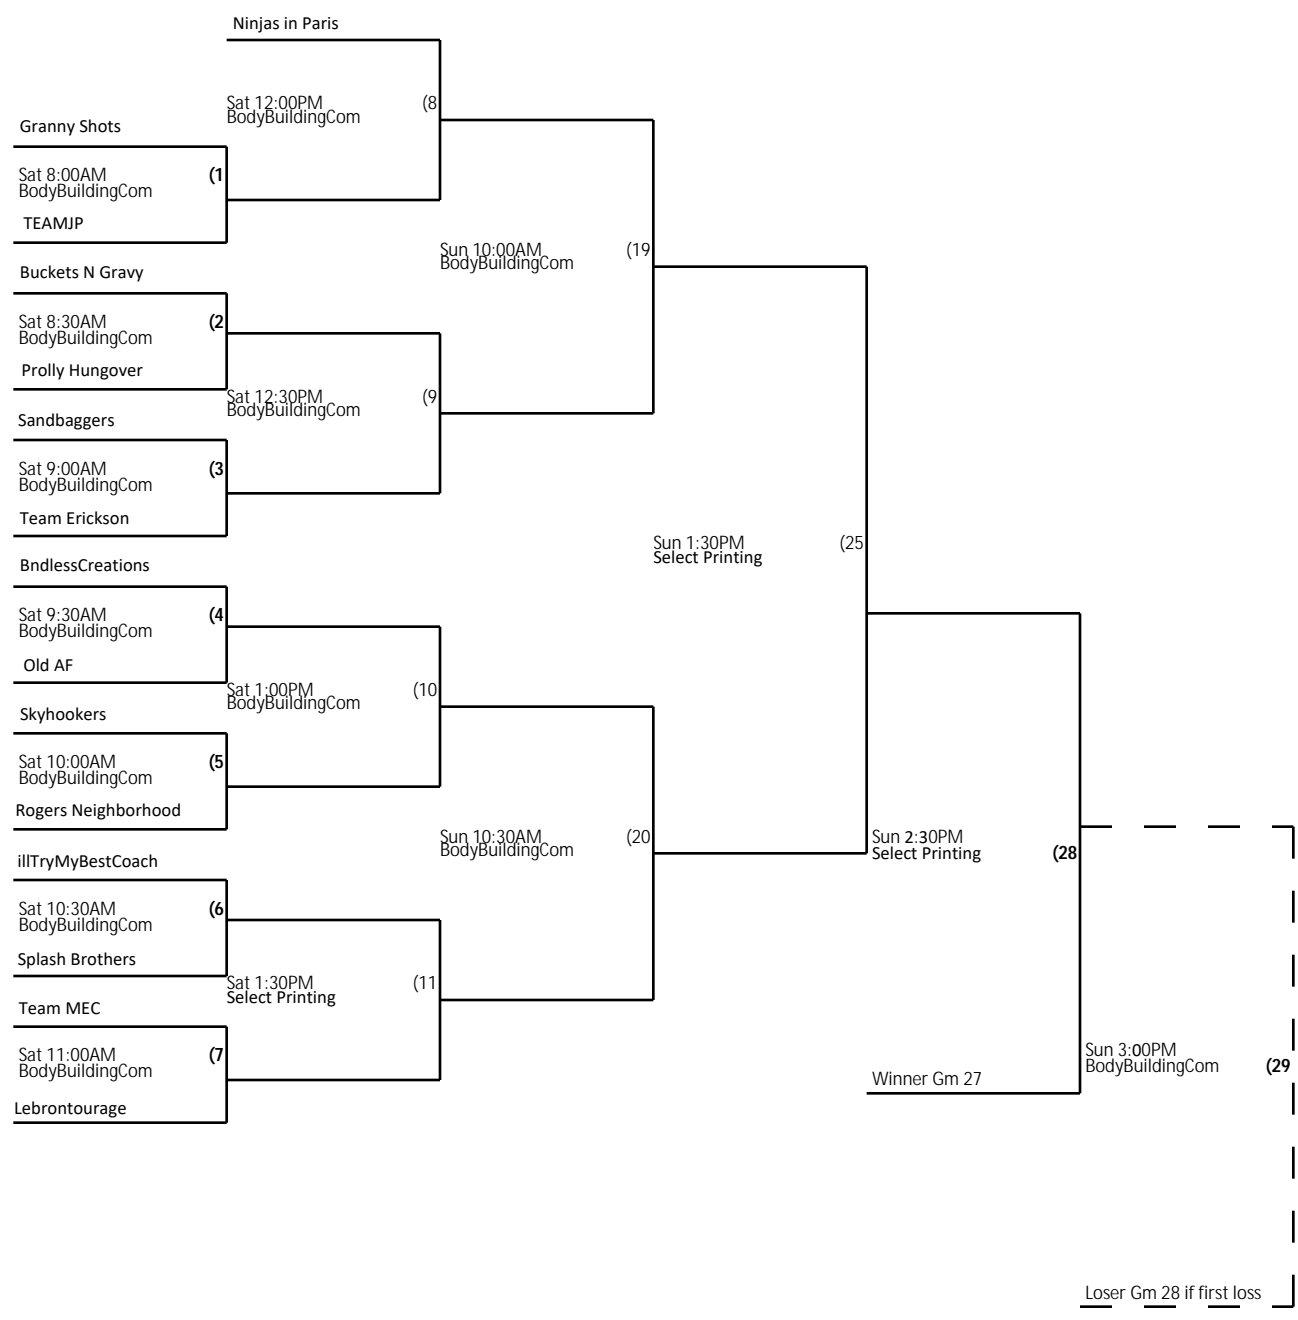 Ninjas in Paris
Sat 12:00PM (8
BodyBuildingCom
Granny Shots
Sat 8:00AM (1
BodyBuildingCom
TEAMJP
Sun 10:00AM (19
BodyBuildingCom
Buckets N Gravy
Sat 8:30AM (2
BodyBuildingCom
Prolly Hungover
Sat 12:30PM (9
BodyBuildingCom
Sandbaggers
Sat 9:00AM (3
BodyBuildingCom
Team Erickson
Sun 1:30PM (25
Select Printing
BndlessCreations
Sat 9:30AM (4
BodyBuildingCom
Old AF
Sat 1:00PM (10
BodyBuildingCom
Skyhookers
Sat 10:00AM (5
BodyBuildingCom
Rogers Neighborhood
Sun 10:30AM (20
BodyBuildingCom
Sun 2:30PM
Select Printing (28
illTryMyBestCoach
Sat 10:30AM (6
BodyBuildingCom
Splash Brothers
Sat 1:30PM (11
Select Printing
Team MEC
Sat 11:00AM (7
BodyBuildingCom
Lebrontourage
Sun 3:00PM
BodyBuildingCom (29
Winner Gm 27
Loser Gm 28 if first loss